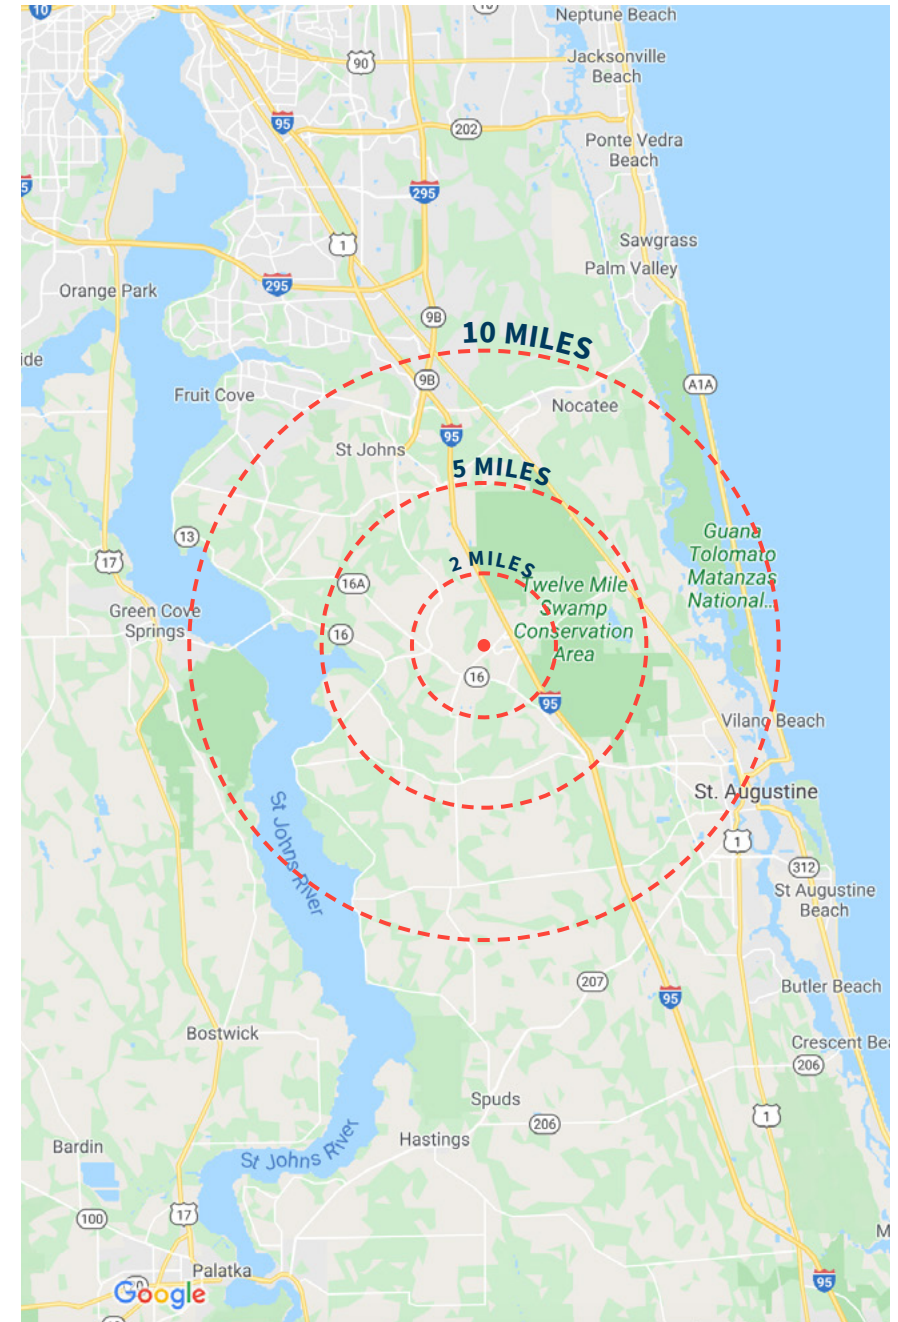 10
Neptune Beach
90
Jacksonville
Beach
95
202
Ponte Vedra
Beach
295
1
Sawgrass
Palm Valley
295
Orange Park
9B
10 MILES
ide
9B
A1A
Fruit Cove
Nocatee
95
St Johns
5 MILES
13
Guana
Tolomato
Matanzas
National...
17
2 MILES
16A
Twelve Mile
Swamp
Conservation
Area
Green Cove
Springs
16
16
95
Vilano Beach
St. Augustine
St Johns River
1
312
St Augustine
Beach
207
95
Butler Beach
Bostwick
Crescent Bea
206
Spuds
1
206
Hastings
Bardin
St Johns River
17
100
M
Palatka
95
Google